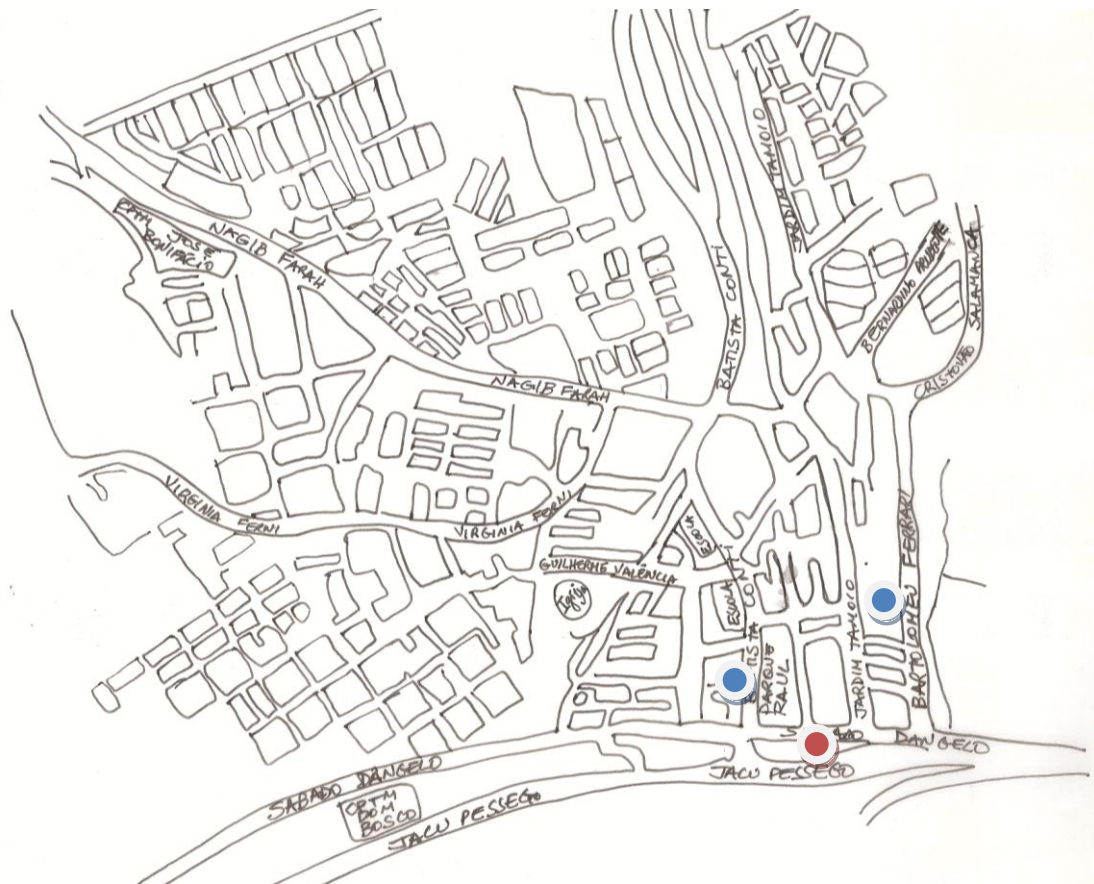 JARDIM TAMOIO
CPTM
JOSÉ
BONIFÁCIO
NAGIB FARAH
BATISTA CONTI
BERNARDINO PRUDENTE
CRISTOVÃO SALAMANCA
NAGIB FARAH
VIRGINIA FERNI
VIRGINIA FERNI
ESCOLA
GUILHERME VALÊNCIA
Igreja
ESCOLA
CONTI
JARDIM TAMOIO
BARTOLOMEU FERRARI
PARQUE
RAUL
DANGELO
SABADO DANGELO
JACU PESSEGO
CPTM
DOM
BOSCO
JACU PESSEGO